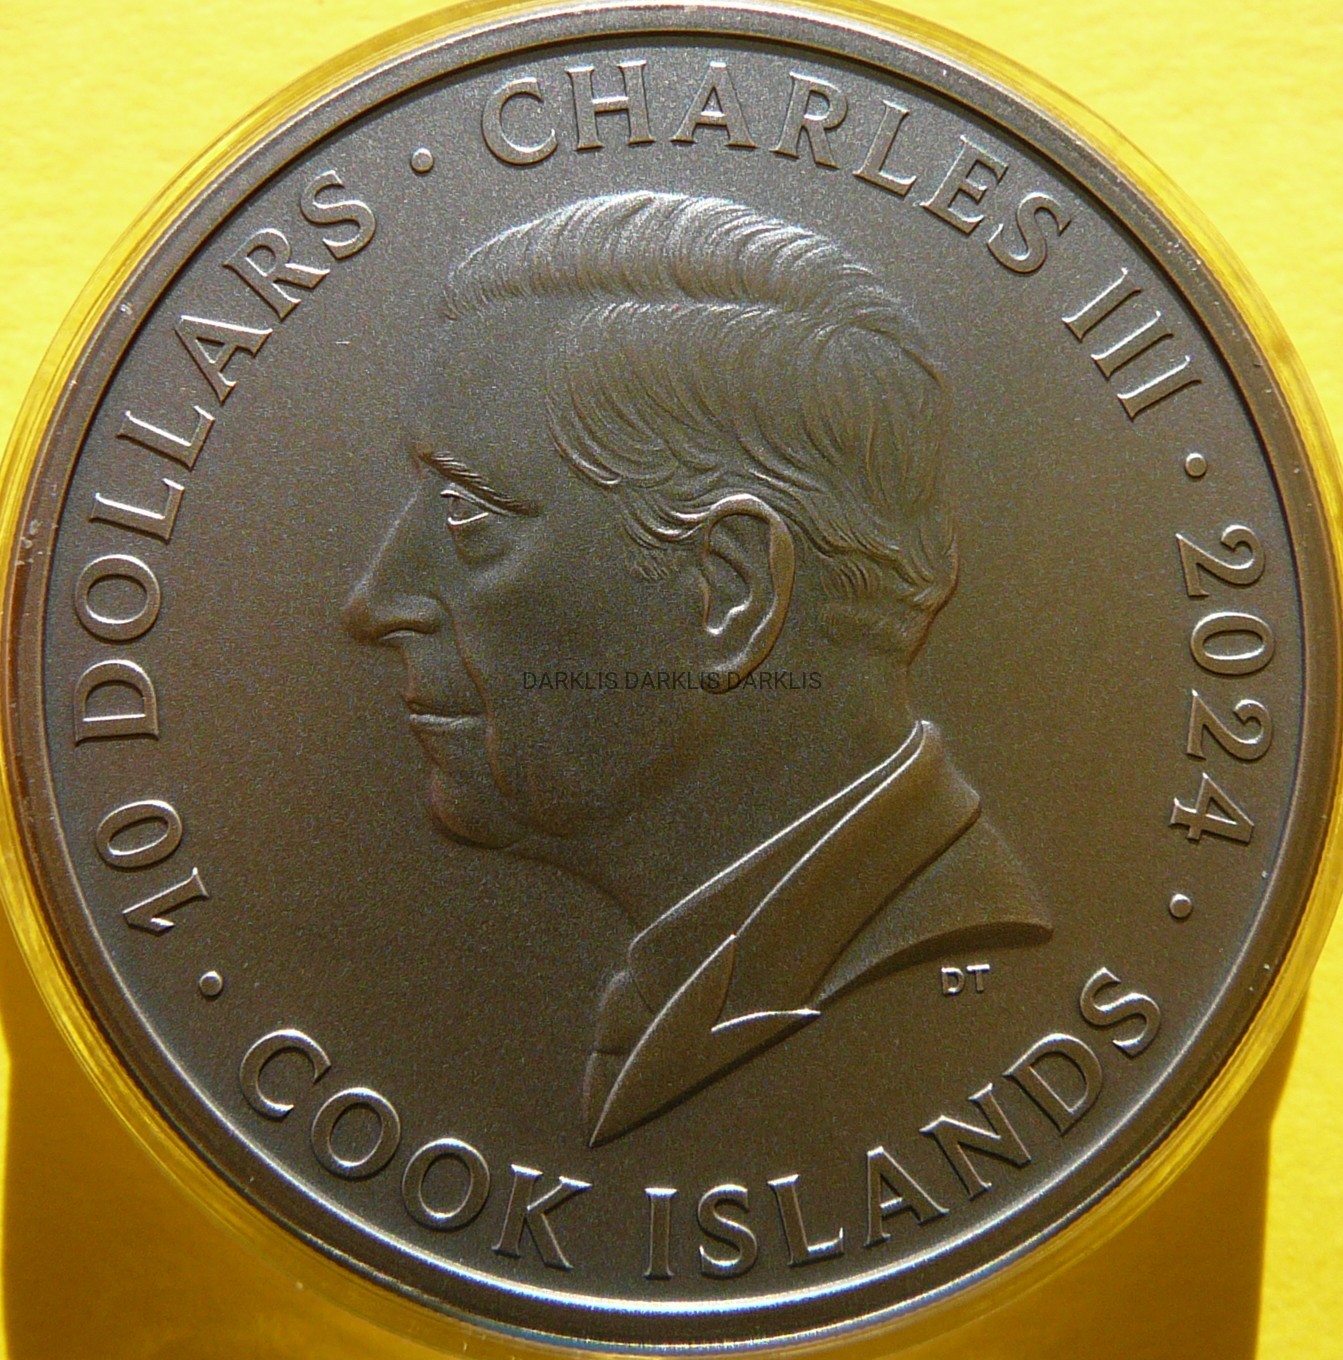 10 DOLLARS · CHARLES III · 2024 ·
DARKLIS DARKLIS DARKLIS
DT
· COOK ISLANDS